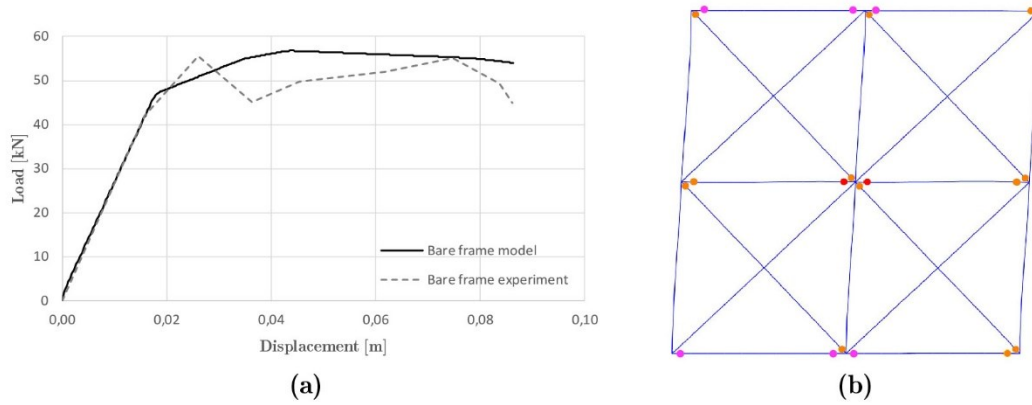 60
50
40
30
20
10
0
Load [kN]
Bare frame model
Bare frame experiment
0,00 0,02 0,04 0,06 0,08 0,10
Displacement [m]
(a) (b)